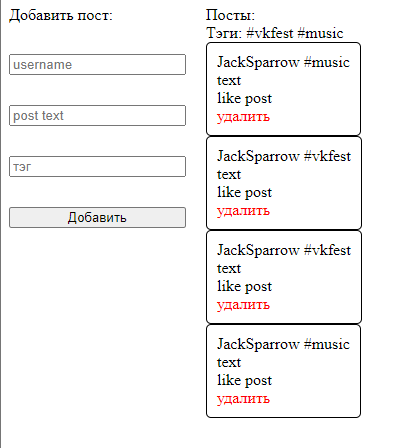 Добавить пост:
username
post text
тэг
Добавить
Посты:
Тэги: #vkfest #music
JackSparrow #music
text
like post
удалить
JackSparrow #vkfest
text
like post
удалить
JackSparrow #vkfest
text
like post
удалить
JackSparrow #music
text
like post
удалить